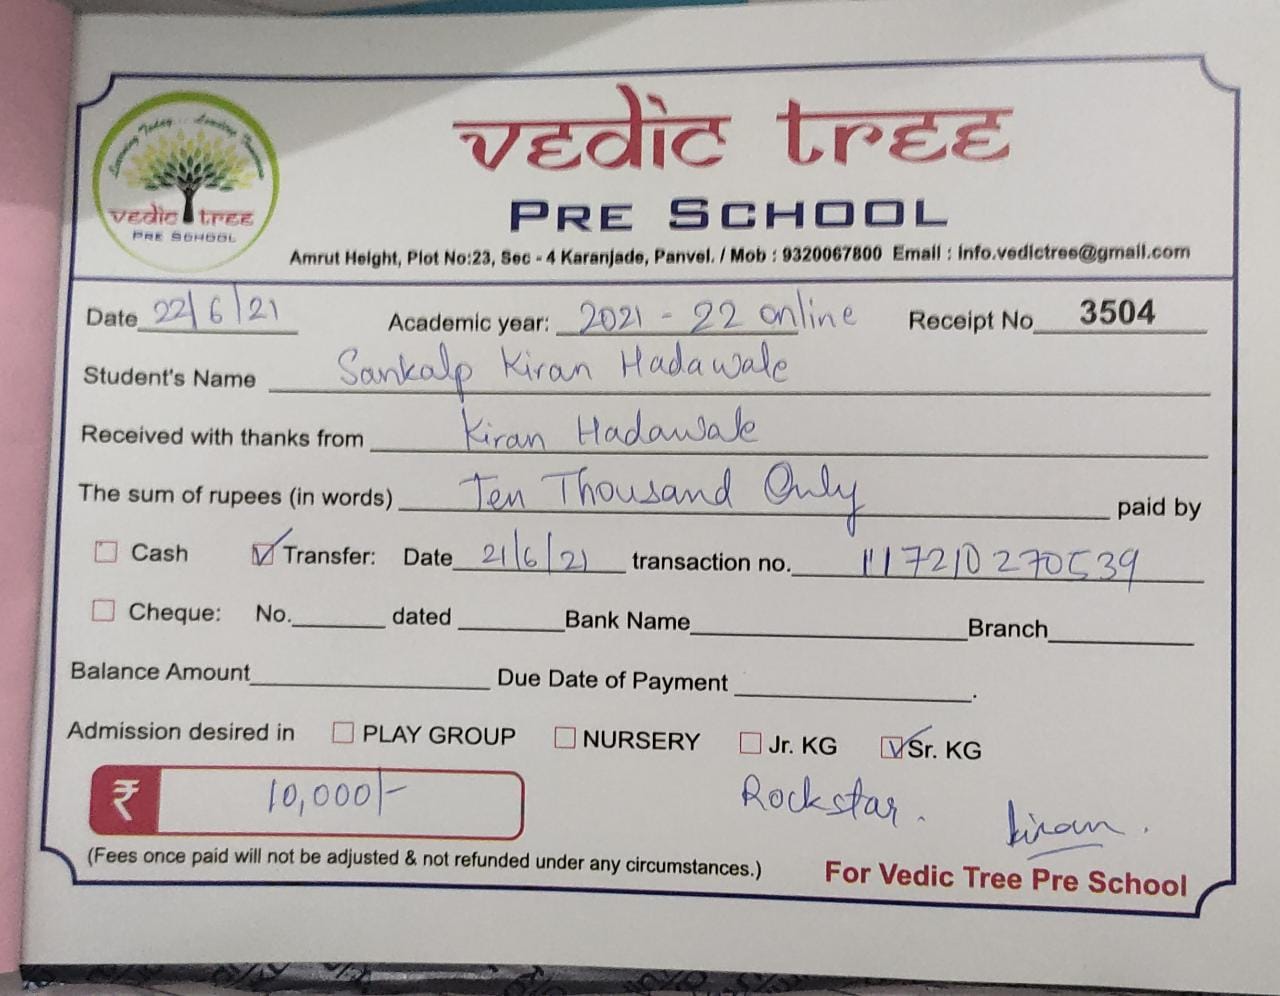 Learning Today... Leading Tomorrow
vedic tree
PRE SCHOOL
vedic tree
PRE SCHOOL
Amrut Height, Plot No:23, Sec - 4 Karanjade, Panvel. / Mob : 9320067800 Email : info.vedictree@gmail.com
Date 22/6/21 Academic year: 2021 - 22 online Receipt No 3504
Student's Name Sankalp Kiran Hadawale
Received with thanks from Kiran Hadawale
The sum of rupees (in words) Ten Thousand Only paid by
Cash Transfer: Date 21/6/21 transaction no. 117210270539
Cheque: No. dated Bank Name Branch
Balance Amount Due Date of Payment .
Admission desired in PLAY GROUP NURSERY Jr. KG Sr. KG
₹ 10,000/- Rockstar. kiran.
(Fees once paid will not be adjusted & not refunded under any circumstances.) For Vedic Tree Pre School